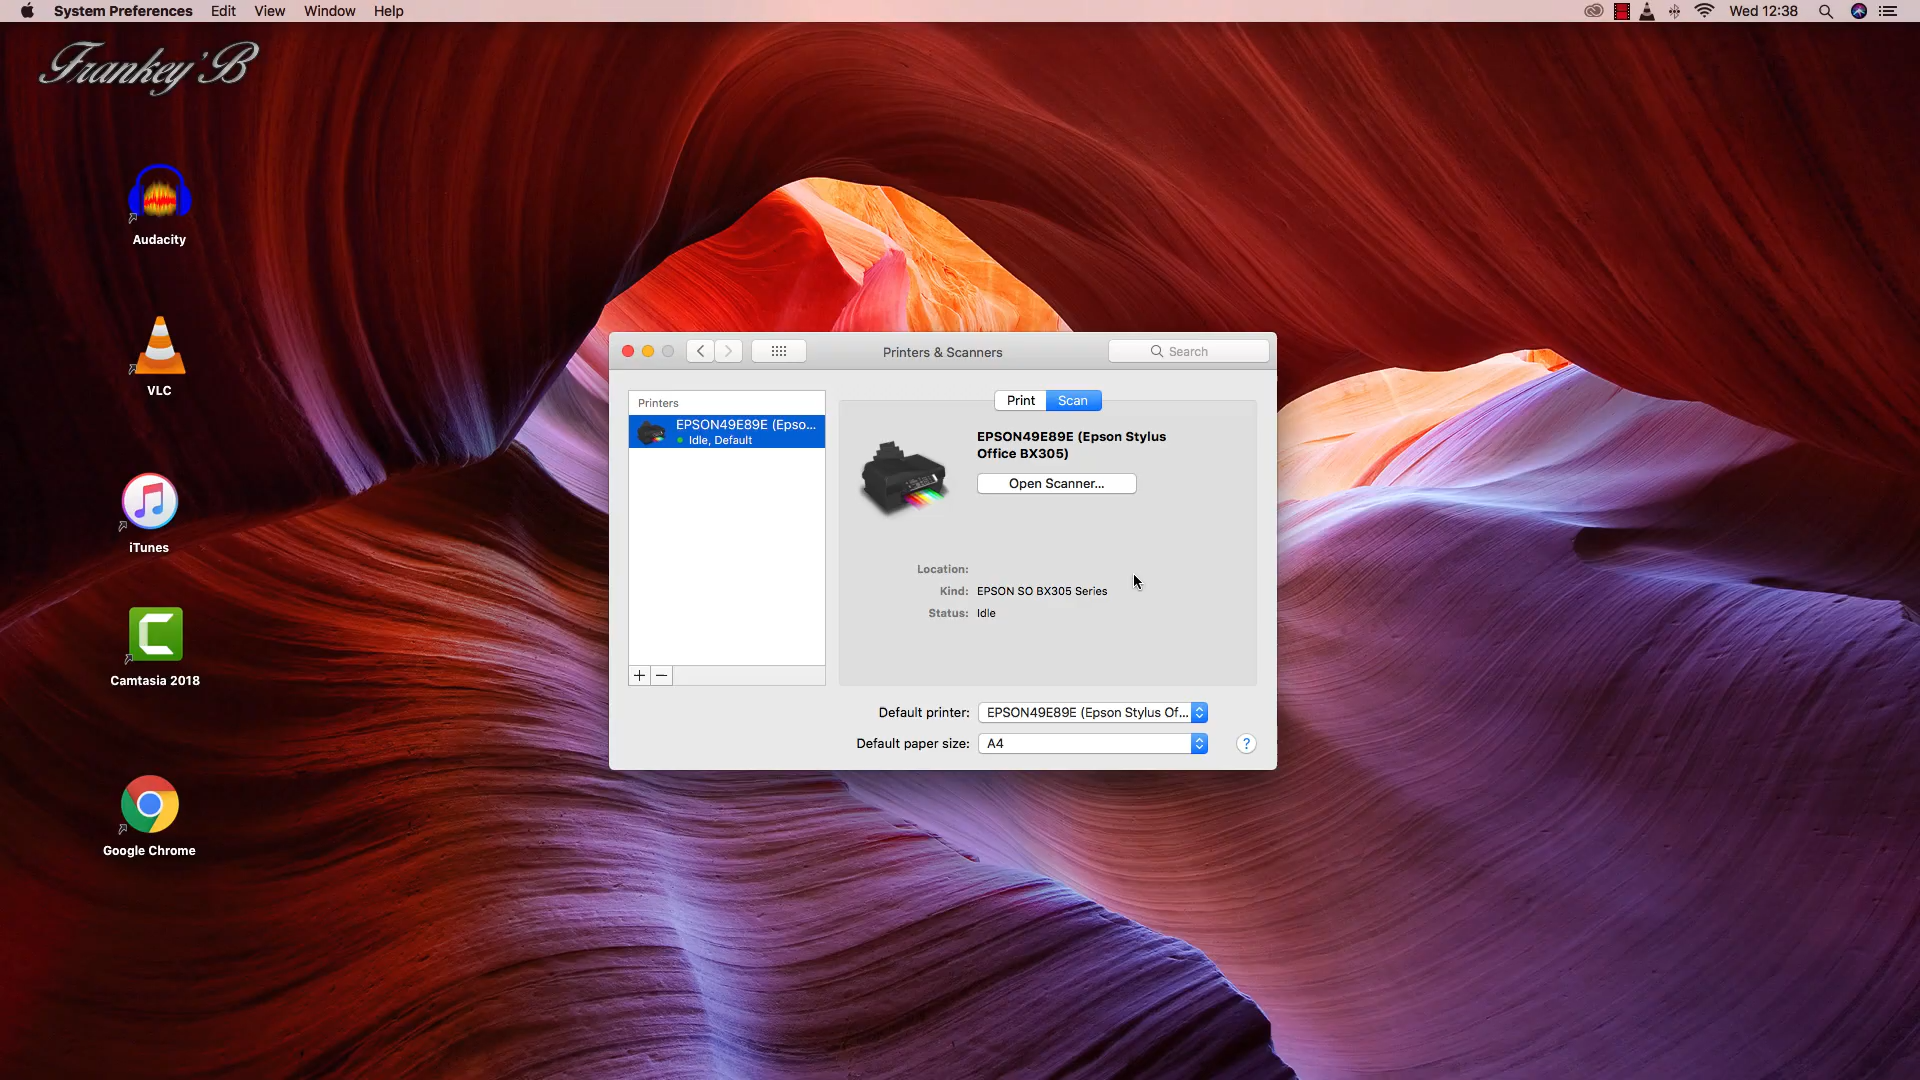 System Preferences Edit View Window Help
Wed 12:38
Frankey'B
Audacity
VLC
iTunes
Camtasia 2018
Google Chrome
Printers & Scanners
Search
Printers
EPSON49E89E (Epso...
Idle, Default
Print Scan
EPSON49E89E (Epson Stylus
Office BX305)
Open Scanner...
Location:
Kind: EPSON SO BX305 Series
Status: Idle
Default printer: EPSON49E89E (Epson Stylus Of...
Default paper size: A4
?